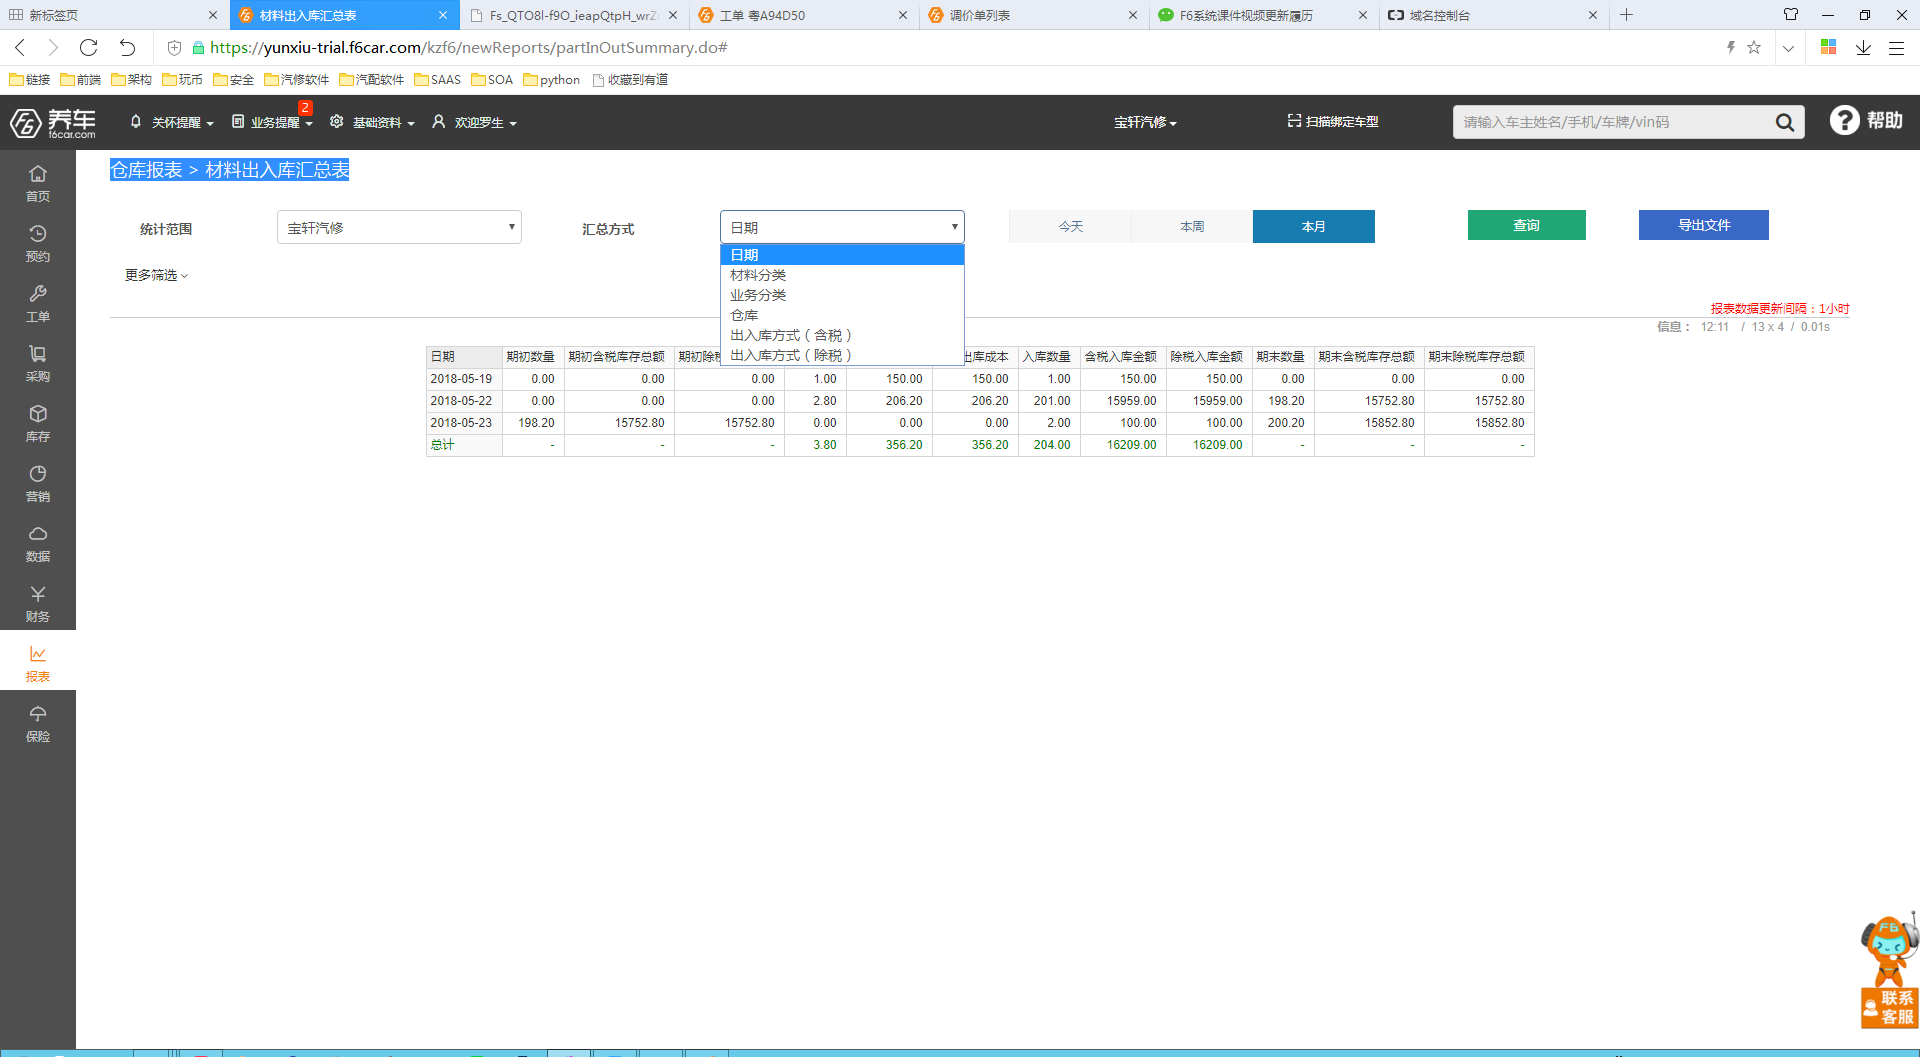 新标签页
材料出入库汇总表
Fs_QTO8l-f9O_ieapQtpH_wrZ
工单 粤A94D50
调价单列表
F6系统课件视频更新履历
域名控制台
https://yunxiu-trial.f6car.com/kzf6/newReports/partInOutSummary.do#
链接 前端 架构 玩币 安全 汽修软件 汽配软件 SAAS SOA python 收藏到有道
养车 f6car.com
关怀提醒 业务提醒 2 基础资料 欢迎罗生
宝轩汽修
扫描绑定车型
请输入车主姓名/手机/车牌/vin码
帮助
首页
预约
工单
采购
库存
营销
数据
财务
报表
保险
仓库报表 > 材料出入库汇总表
统计范围 宝轩汽修 汇总方式 日期 今天 本周 本月 查询 导出文件
日期
材料分类
业务分类
仓库
出入库方式（含税）
出入库方式（除税）
更多筛选
报表数据更新间隔：1小时
信息： 12:11 / 13 x 4 / 0.01s
日期 期初数量 期初含税库存总额 期初除 出库成本 入库数量 含税入库金额 除税入库金额 期末数量 期末含税库存总额 期末除税库存总额
2018-05-19 0.00 0.00 0.00 1.00 150.00 150.00 1.00 150.00 150.00 0.00 0.00 0.00
2018-05-22 0.00 0.00 0.00 2.80 206.20 206.20 201.00 15959.00 15959.00 198.20 15752.80 15752.80
2018-05-23 198.20 15752.80 15752.80 0.00 0.00 0.00 2.00 100.00 100.00 200.20 15852.80 15852.80
总计 - - - 3.80 356.20 356.20 204.00 16209.00 16209.00 - - -
F6
联系
客服